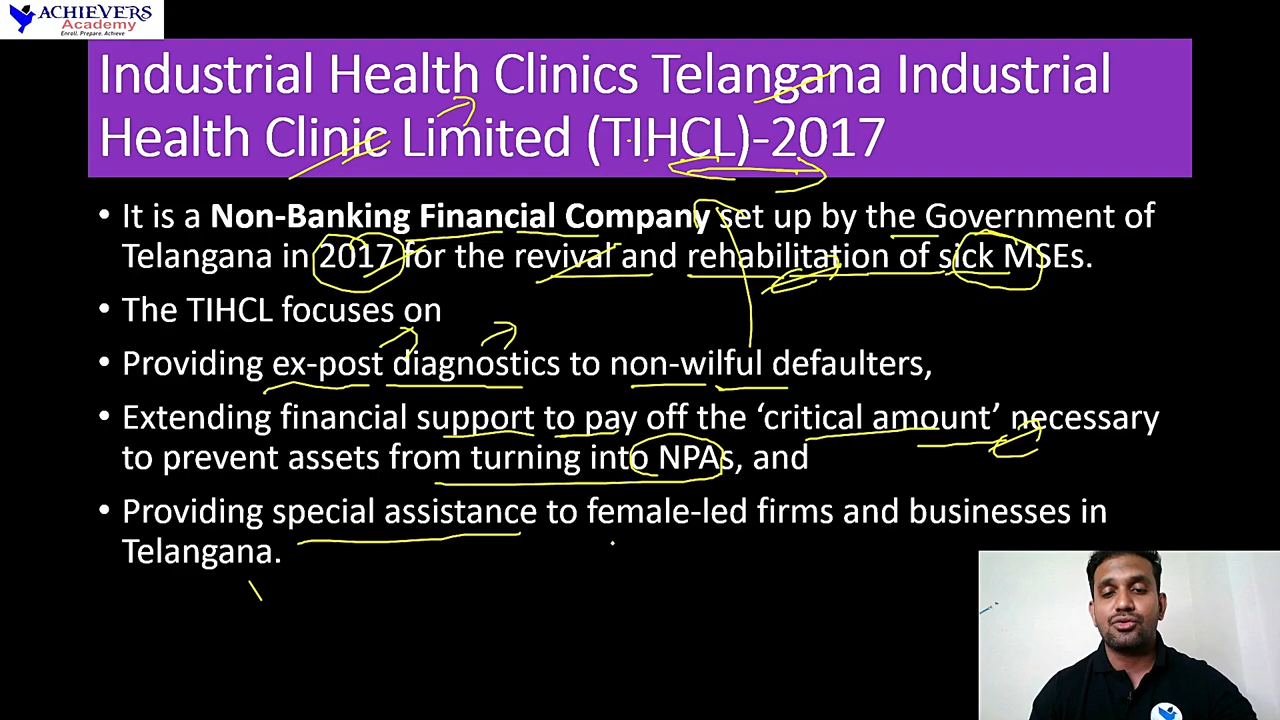 ACHIEVERS
Academy
Enroll. Prepare. Achieve
Industrial Health Clinics Telangana Industrial
Health Clinic Limited (TIHCL)-2017
• It is a Non-Banking Financial Company set up by the Government of
Telangana in 2017 for the revival and rehabilitation of sick MSEs.
• The TIHCL focuses on
• Providing ex-post diagnostics to non-wilful defaulters,
• Extending financial support to pay off the ‘critical amount’ necessary
to prevent assets from turning into NPAs, and
• Providing special assistance to female-led firms and businesses in
Telangana.